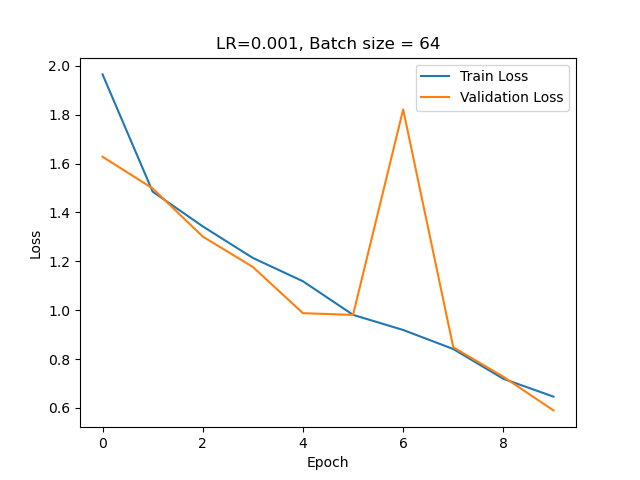 LR=0.001, Batch size = 64
Train Loss
Validation Loss
Loss
2.0
1.8
1.6
1.4
1.2
1.0
0.8
0.6
0 2 4 6 8
Epoch